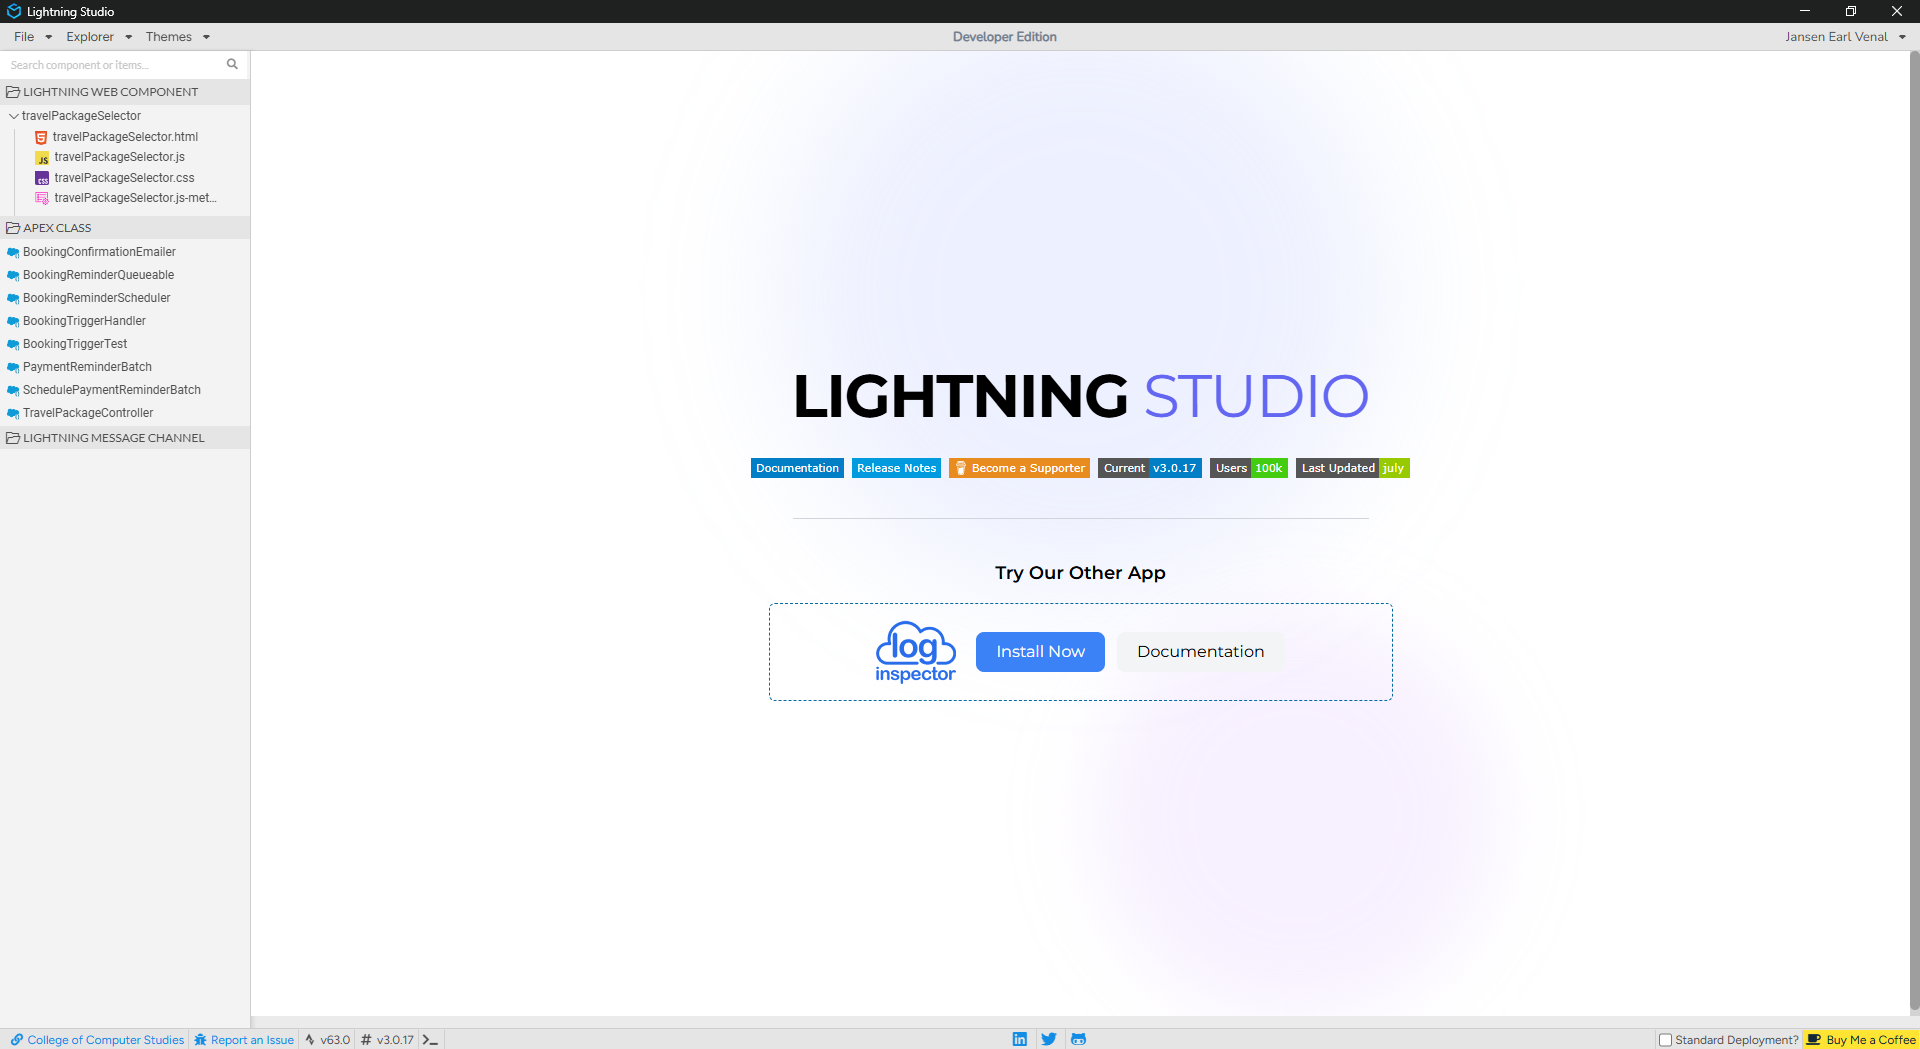 Lightning Studio
File Explorer Themes Developer Edition Jansen Earl Venal
Search component or items...
LIGHTNING WEB COMPONENT
travelPackageSelector
travelPackageSelector.html
JS travelPackageSelector.js
CSS travelPackageSelector.css
travelPackageSelector.js-met...
APEX CLASS
BookingConfirmationEmailer
BookingReminderQueueable
BookingReminderScheduler
BookingTriggerHandler
BookingTriggerTest
PaymentReminderBatch
SchedulePaymentReminderBatch
TravelPackageController
LIGHTNING MESSAGE CHANNEL
LIGHTNING STUDIO
Documentation Release Notes Become a Supporter Current v3.0.17 Users 100k Last Updated july
Try Our Other App
log inspector Install Now Documentation
College of Computer Studies Report an Issue v63.0 # v3.0.17 Standard Deployment? Buy Me a Coffee